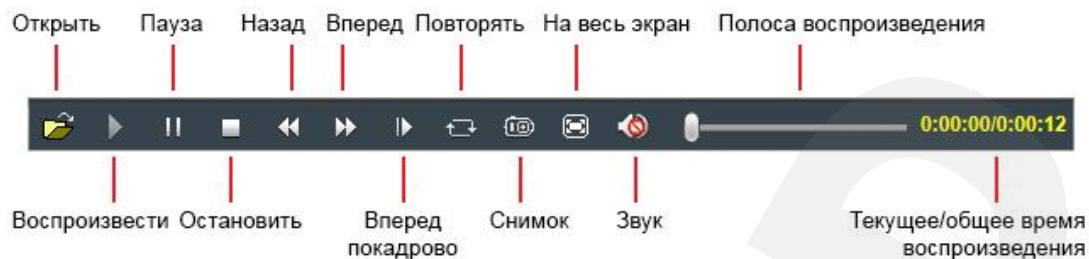 Открыть Пауза Назад Вперед Повторять На весь экран Полоса воспроизведения
0:00:00/0:00:12
Воспроизвести Остановить Вперед покадрово Снимок Звук Текущее/общее время воспроизведения